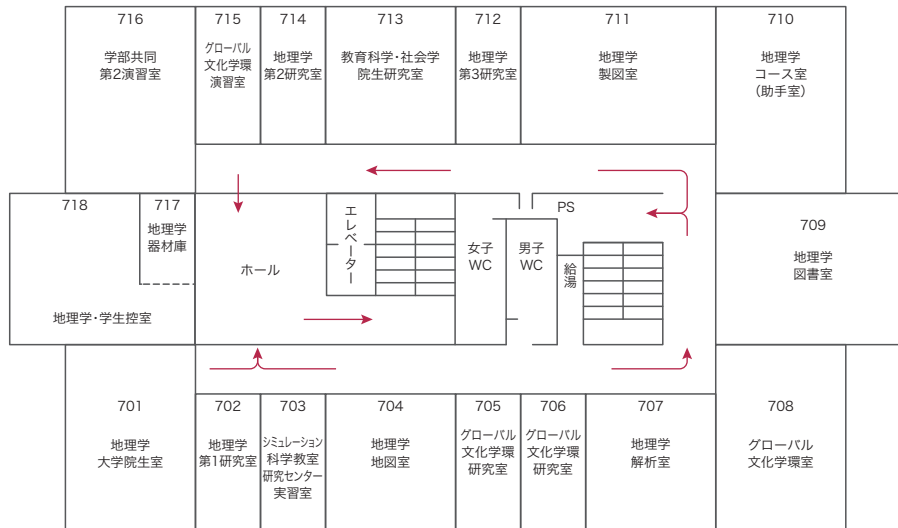 716
学部共同
第2演習室
715
グローバル
文化学環
演習室
714
地理学
第2研究室
713
教育科学・社会学
院生研究室
712
地理学
第3研究室
711
地理学
製図室
710
地理学
コース室
(助手室)
718
地理学・学生控室
717
地理学
器材庫
ホール
エレベーター
女子
WC
男子
WC
PS
給湯
709
地理学
図書室
701
地理学
大学院生室
702
地理学
第1研究室
703
シミュレーション
科学教室
研究センター
実習室
704
地理学
地図室
705
グローバル
文化学環
研究室
706
グローバル
文化学環
研究室
707
地理学
解析室
708
グローバル
文化学環室